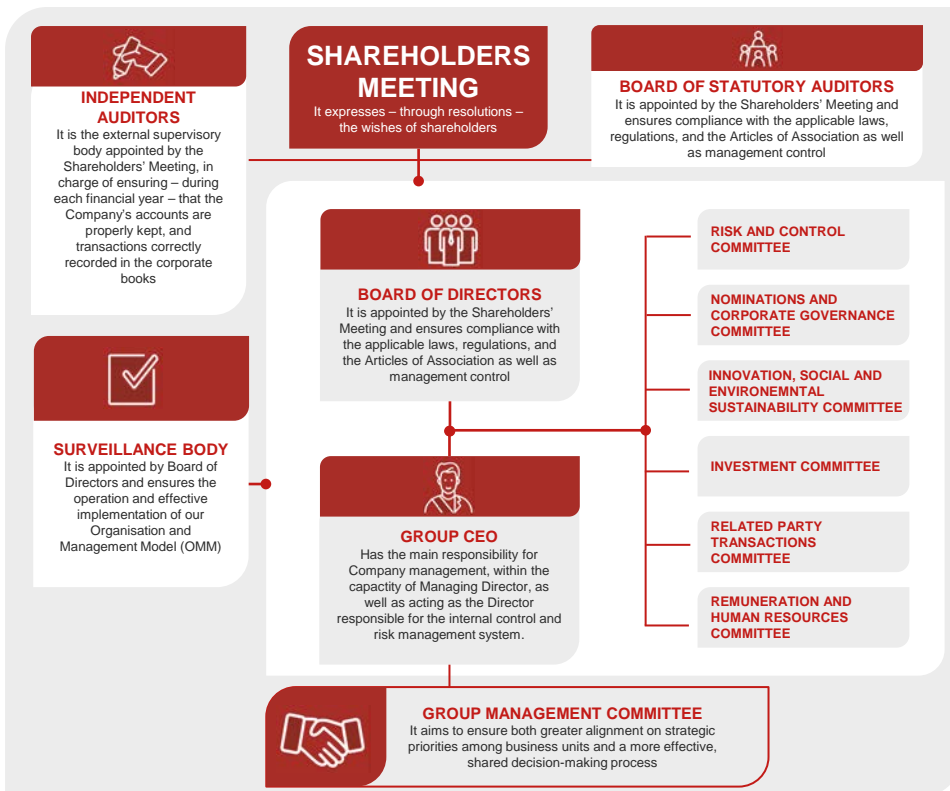 INDEPENDENT
AUDITORS
It is the external supervisory
body appointed by the
Shareholders' Meeting, in
charge of ensuring – during
each financial year – that the
Company's accounts are
properly kept, and
transactions correctly
recorded in the corporate
books
SHAREHOLDERS
MEETING
It expresses – through resolutions –
the wishes of shareholders
BOARD OF STATUTORY AUDITORS
It is appointed by the Shareholders' Meeting and
ensures compliance with the applicable laws,
regulations, and the Articles of Association as well
as management control
BOARD OF DIRECTORS
It is appointed by the Shareholders'
Meeting and ensures compliance with
the applicable laws, regulations, and
the Articles of Association as well as
management control
RISK AND CONTROL
COMMITTEE
NOMINATIONS AND
CORPORATE GOVERNANCE
COMMITTEE
INNOVATION, SOCIAL AND
ENVIRONEMNTAL
SUSTAINABILITY COMMITTEE
INVESTMENT COMMITTEE
RELATED PARTY
TRANSACTIONS
COMMITTEE
REMUNERATION AND
HUMAN RESOURCES
COMMITTEE
SURVEILLANCE BODY
It is appointed by Board of
Directors and ensures the
operation and effective
implementation of our
Organisation and
Management Model (OMM)
GROUP CEO
Has the main responsibility for
Company management, within the
capactity of Managing Director, as
well as acting as the Director
responsible for the internal control and
risk management system.
GROUP MANAGEMENT COMMITTEE
It aims to ensure both greater alignment on strategic
priorities among business units and a more effective,
shared decision-making process